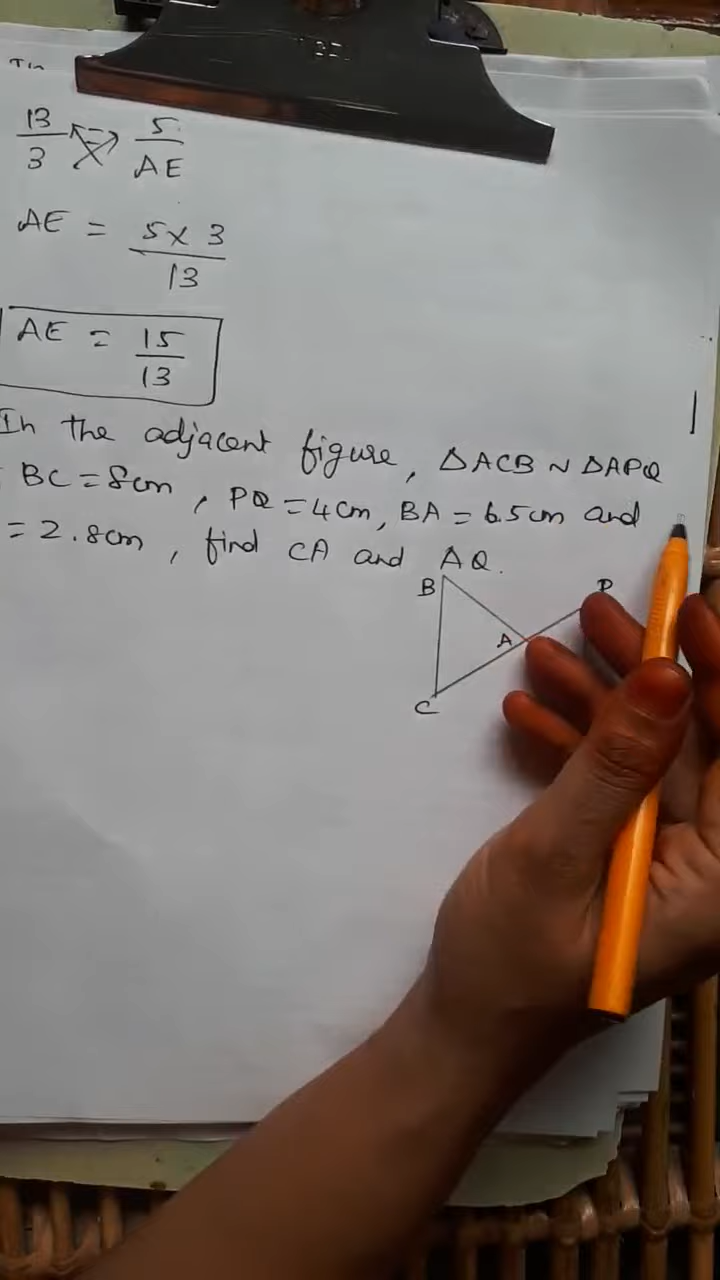 13/3 = 5/AE
AE = 5 × 3/13
AE = 15/13
In the adjacent figure, ΔACB ~ ΔAPQ
BC = 8cm, PQ = 4cm, BA = 6.5cm and
= 2.8cm, find CA and AQ.
B
P
A
C